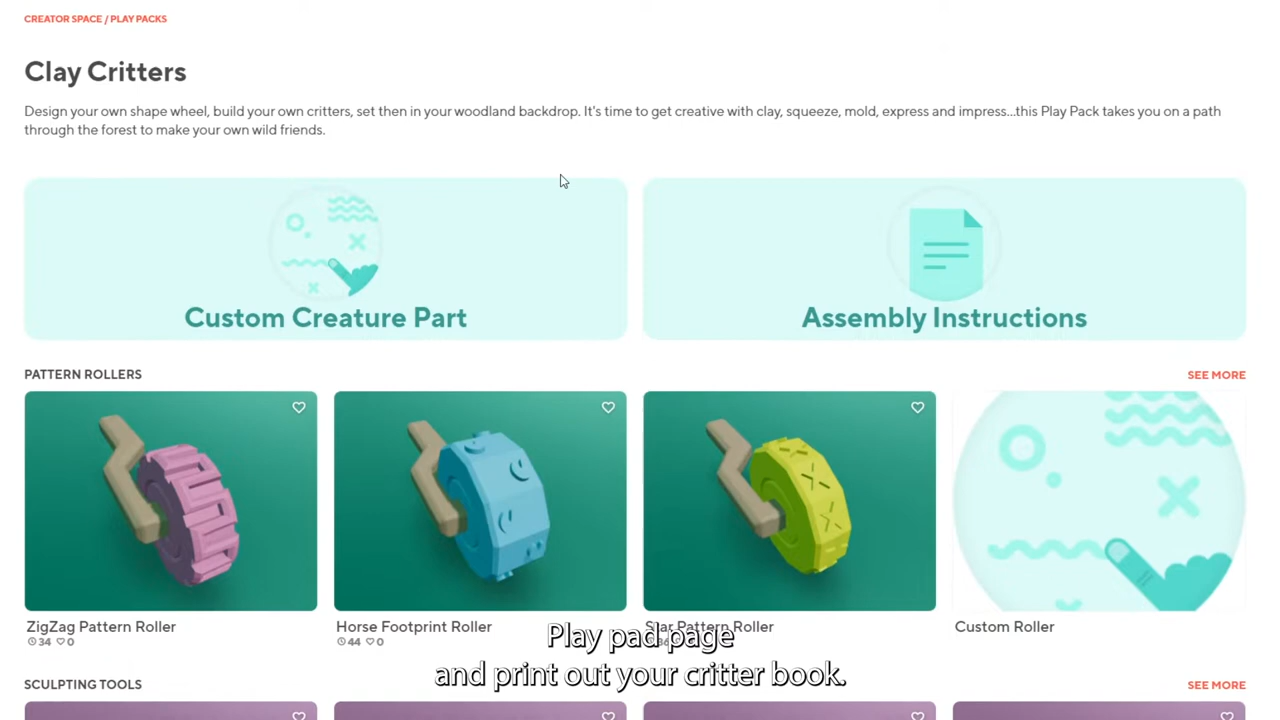 CREATOR SPACE / PLAY PACKS
Clay Critters
Design your own shape wheel, build your own critters, set then in your woodland backdrop. It's time to get creative with clay, squeeze, mold, express and impress...this Play Pack takes you on a path
through the forest to make your own wild friends.
Custom Creature Part
Assembly Instructions
PATTERN ROLLERS
SEE MORE
ZigZag Pattern Roller
34 0
Horse Footprint Roller
44 0
Star Pattern Roller
Custom Roller
Play pad page
and print out your critter book.
SCULPTING TOOLS
SEE MORE